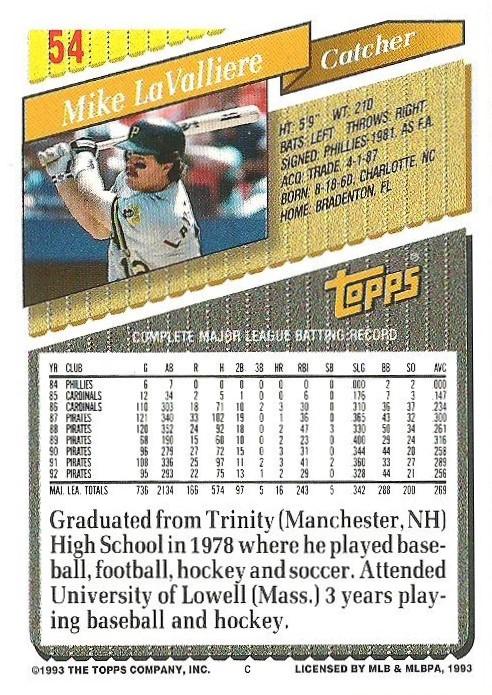 54
Mike LaValliere
Catcher
HT: 5'9" WT: 210
BATS: LEFT THROWS: RIGHT
SIGNED: PHILLIES 1981, AS F.A.
ACQ: TRADE, 4-1-87
BORN: 8-18-60, CHARLOTTE, NC
HOME: BRADENTON, FL
P
12
TOPPS®
COMPLETE MAJOR LEAGUE BATTING RECORD
YR CLUB G AB R H 2B 3B HR RBI SB SLG BB SO AVG
84 PHILLIES 6 7 0 0 0 0 0 0 0 000 2 2 000
85 CARDINALS 12 34 2 5 1 0 0 6 0 176 7 3 147
86 CARDINALS 110 303 18 71 10 2 3 30 0 310 36 37 234
87 PIRATES 121 340 33 102 19 0 1 36 0 365 43 32 300
88 PIRATES 120 352 24 92 18 0 2 47 3 330 50 34 261
89 PIRATES 68 190 15 60 10 0 2 23 0 400 29 24 316
90 PIRATES 96 279 27 72 15 0 3 31 0 344 44 20 258
91 PIRATES 108 336 25 97 11 2 3 41 2 360 33 27 289
92 PIRATES 95 293 22 75 13 1 2 29 0 328 44 21 256
MAJ. LEA. TOTALS 736 2134 166 574 97 5 16 243 5 342 288 200 269
Graduated from Trinity (Manchester, NH)
High School in 1978 where he played base-
ball, football, hockey and soccer. Attended
University of Lowell (Mass.) 3 years play-
ing baseball and hockey.
©1993 THE TOPPS COMPANY, INC. C LICENSED BY MLB & MLBPA, 1993